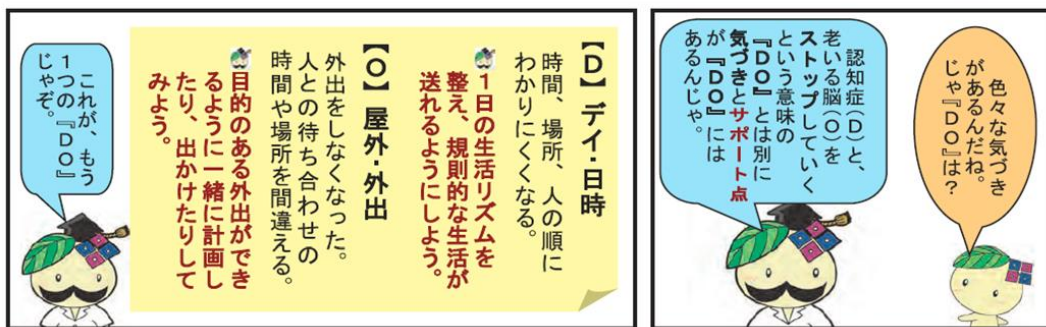 色々な気づき
があるんだね。
じゃ『DO』は？
認知症（D）と、
老いる脳（O）を
ストップしていく
という意味の
『DO』とは別に
気づきとサポート点
が『DO』には
あるんじゃ。
【D】デイ・日時
時間、場所、人の順に
わかりにくくなる。
1日の生活リズムを
整え、規則的な生活が
送れるようにしよう。
【O】屋外・外出
外出をしなくなった。
人との待ち合わせの
時間や場所を間違える。
目的のある外出ができ
るように一緒に計画し
たり、出かけたりして
みよう。
これが、もう
1つの『DO』
じゃぞ。